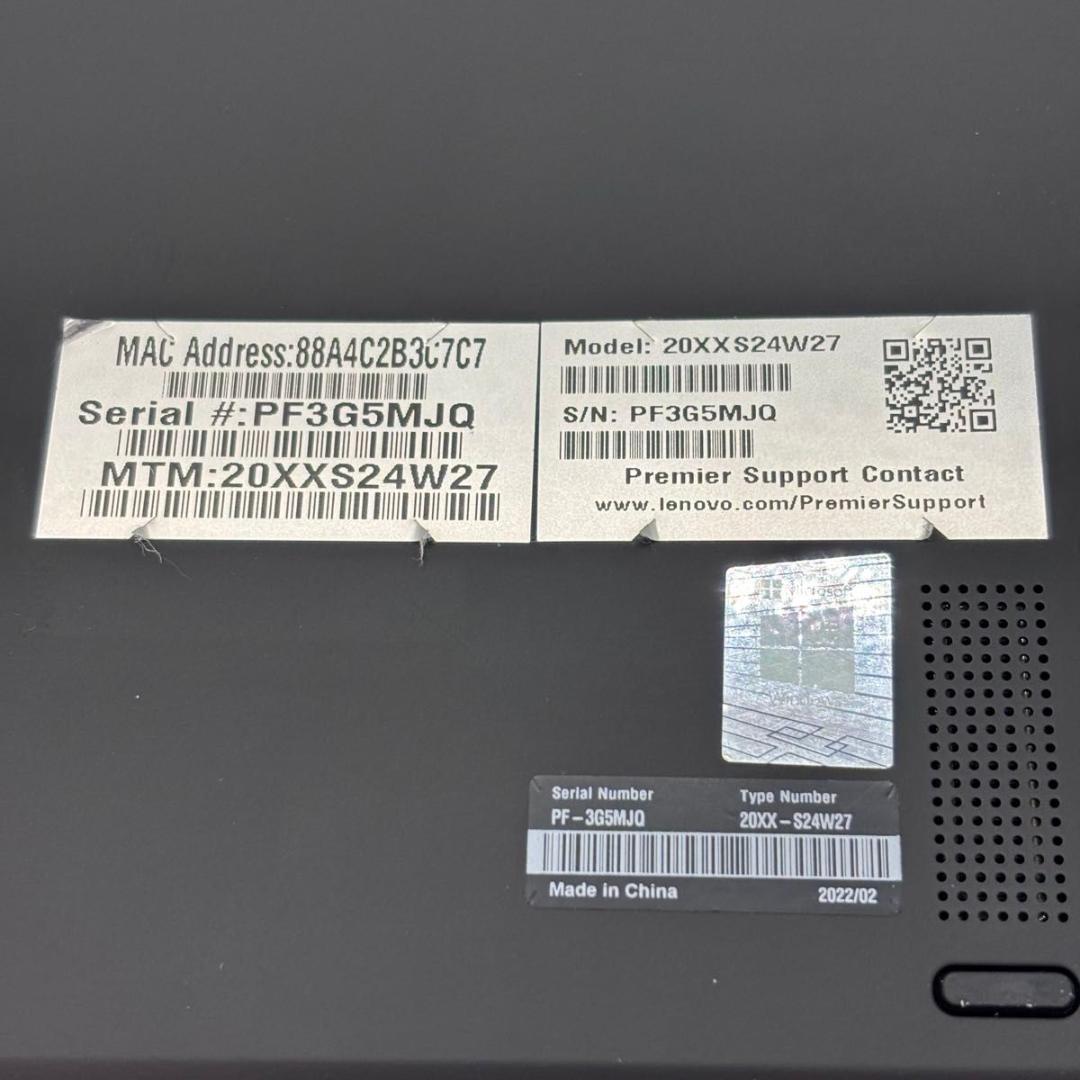 MAC Address:88A4C2B3C7C7
Serial #:PF3G5MJQ
MTM:20XXS24W27
Model: 20XXS24W27
S/N: PF3G5MJQ
Premier Support Contact
www.lenovo.com/PremierSupport
Microsoft
Serial Number Type Number
PF-3G5MJQ 20XX-S24W27
Made in China 2022/02